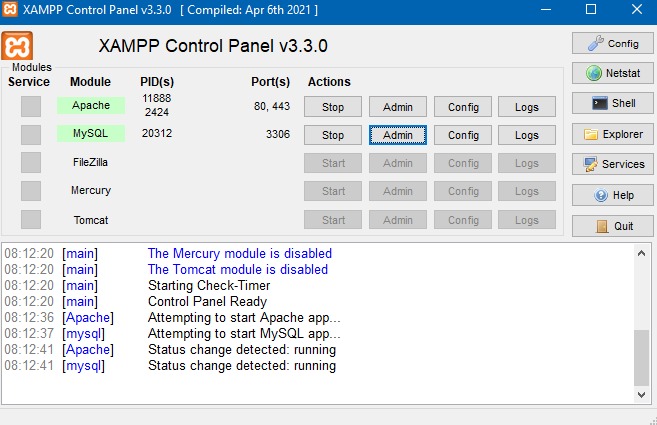 XAMPP Control Panel v3.3.0 [ Compiled: Apr 6th 2021 ]
XAMPP Control Panel v3.3.0
Config
Modules
Service Module PID(s) Port(s) Actions
Netstat
Apache 11888 2424 80, 443 Stop Admin Config Logs
Shell
MySQL 20312 3306 Stop Admin Config Logs
Explorer
FileZilla Start Admin Config Logs
Services
Mercury Start Admin Config Logs
Help
Tomcat Start Admin Config Logs
Quit
08:12:20 [main] The Mercury module is disabled
08:12:20 [main] The Tomcat module is disabled
08:12:20 [main] Starting Check-Timer
08:12:20 [main] Control Panel Ready
08:12:36 [Apache] Attempting to start Apache app...
08:12:37 [mysql] Attempting to start MySQL app...
08:12:41 [Apache] Status change detected: running
08:12:41 [mysql] Status change detected: running